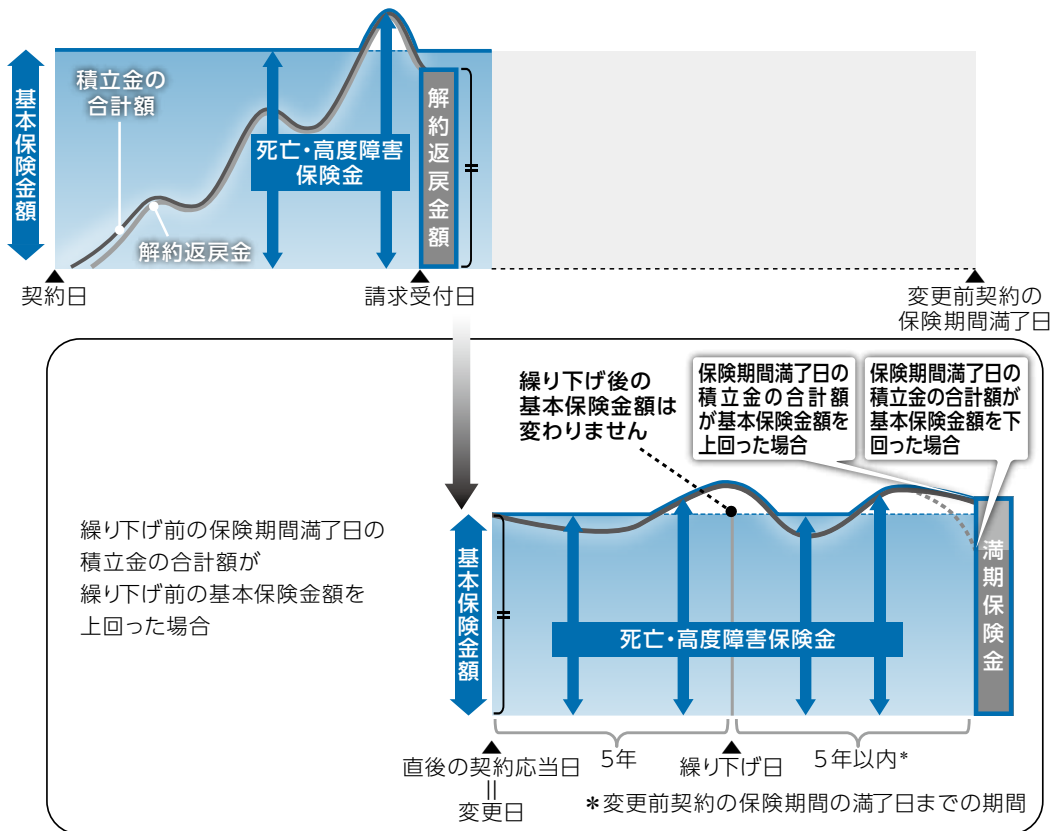 基本保険金額
積立金の
合計額
解約返戻金
死亡・高度障害
保険金
解約返戻金額
=
契約日
請求受付日
変更前契約の
保険期間満了日
繰り下げ後の
基本保険金額は
変わりません
保険期間満了日の
積立金の合計額
が基本保険金額を
上回った場合
保険期間満了日の
積立金の合計額が
基本保険金額を下
回った場合
繰り下げ前の保険期間満了日の
積立金の合計額が
繰り下げ前の基本保険金額を
上回った場合
基本保険金額
=
死亡・高度障害保険金
満期保険金
直後の契約応当日
=
変更日
5年
繰り下げ日
5年以内*
*変更前契約の保険期間の満了日までの期間